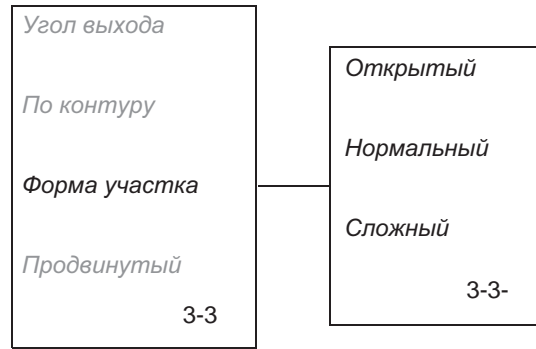 Угол выхода
По контуру
Форма участка
Продвинутый
3-3
Открытый
Нормальный
Сложный
3-3-